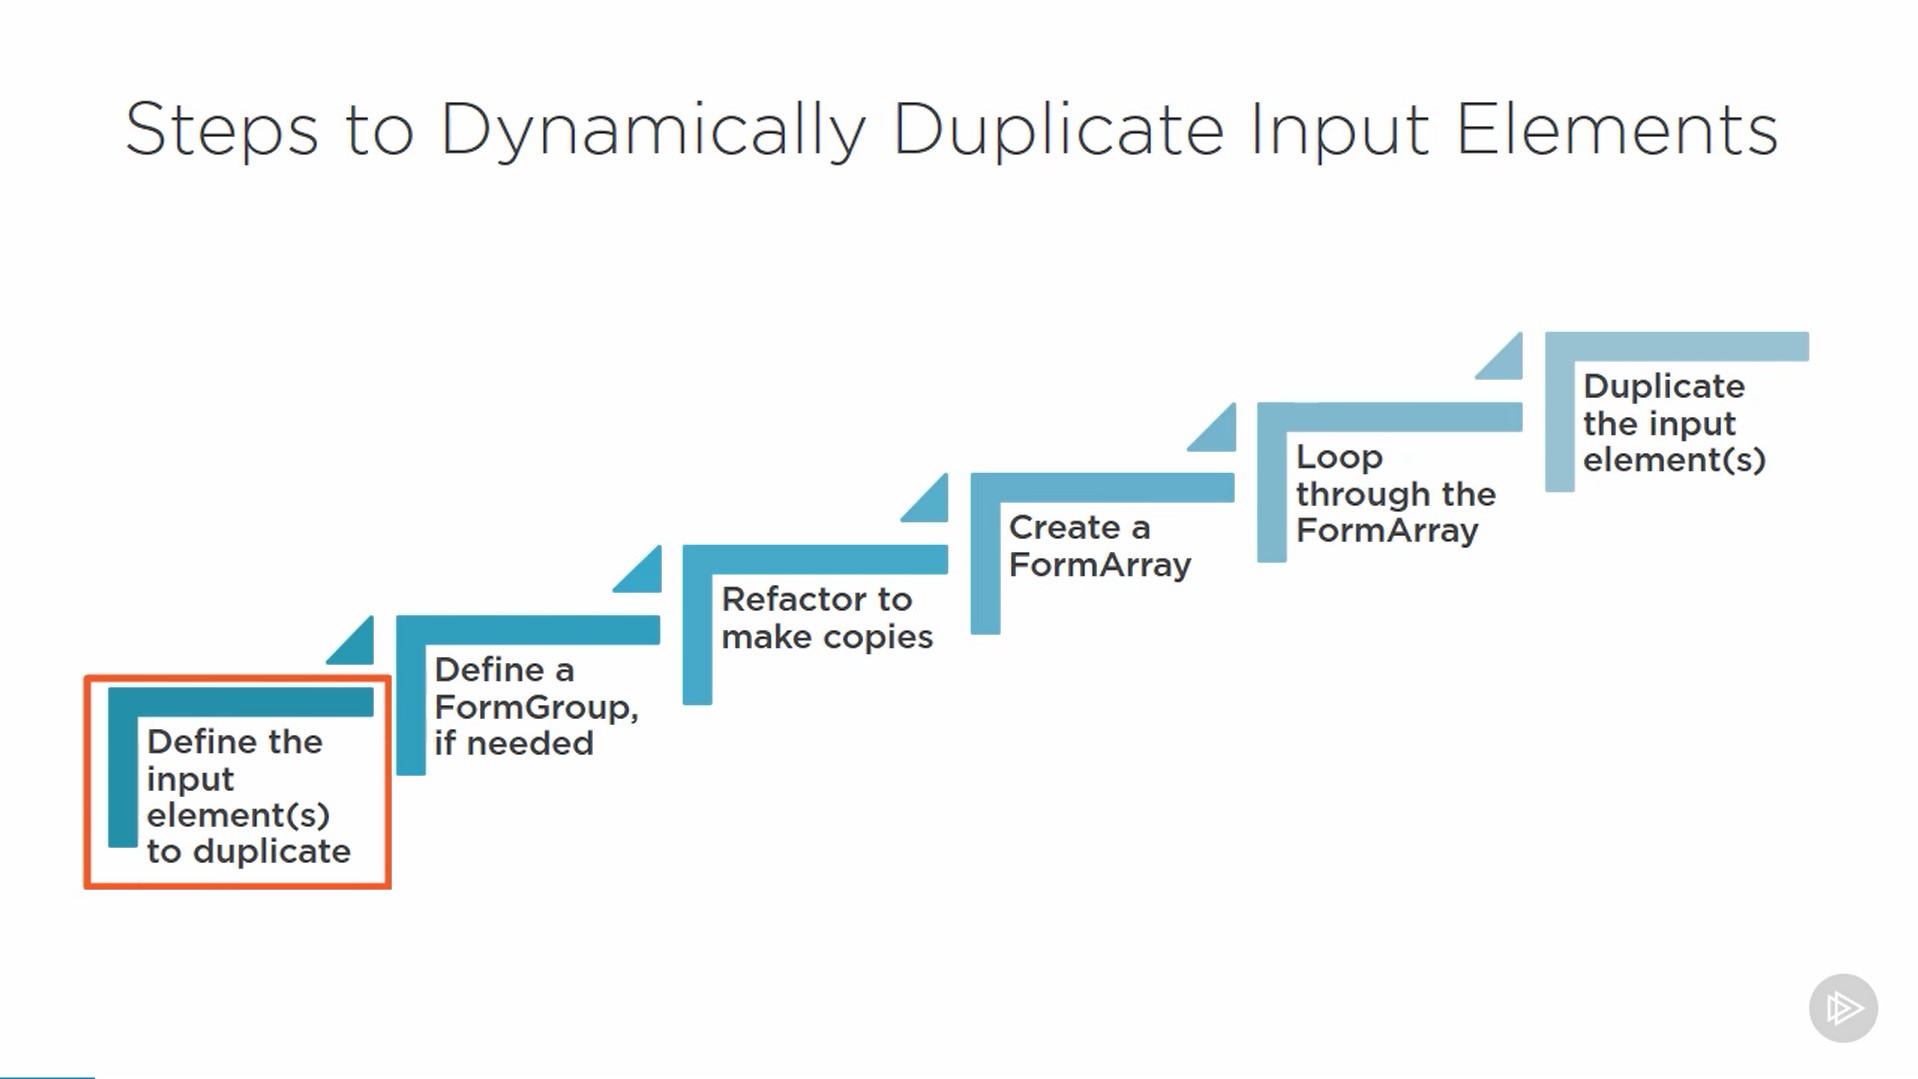 Steps to Dynamically Duplicate Input Elements
Define the
input
element(s)
to duplicate
Define a
FormGroup,
if needed
Refactor to
make copies
Create a
FormArray
Loop
through the
FormArray
Duplicate
the input
element(s)